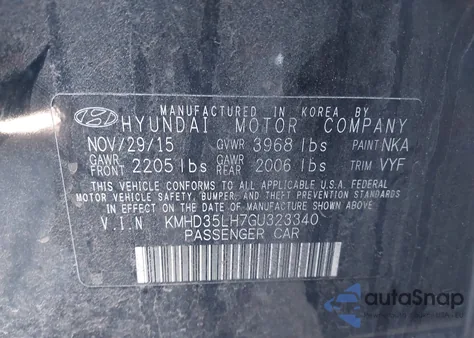 MANUFACTURED IN KOREA BY
HYUNDAI MOTOR COMPANY
NOV/29/15 GVWR 3968 lbs PAINT NKA
GAWR FRONT 2205 lbs GAWR REAR 2006 lbs TRIM VYF
THIS VEHICLE CONFORMS TO ALL APPLICABLE U.S.A. FEDERAL
MOTOR VEHICLE SAFETY, BUMPER, AND THEFT PREVENTION STANDARDS
IN EFFECT ON THE DATE OF MANUFACTURE SHOWN ABOVE.
V.I.N KMHD35LH7GU323340
PASSENGER CAR
autoSnap